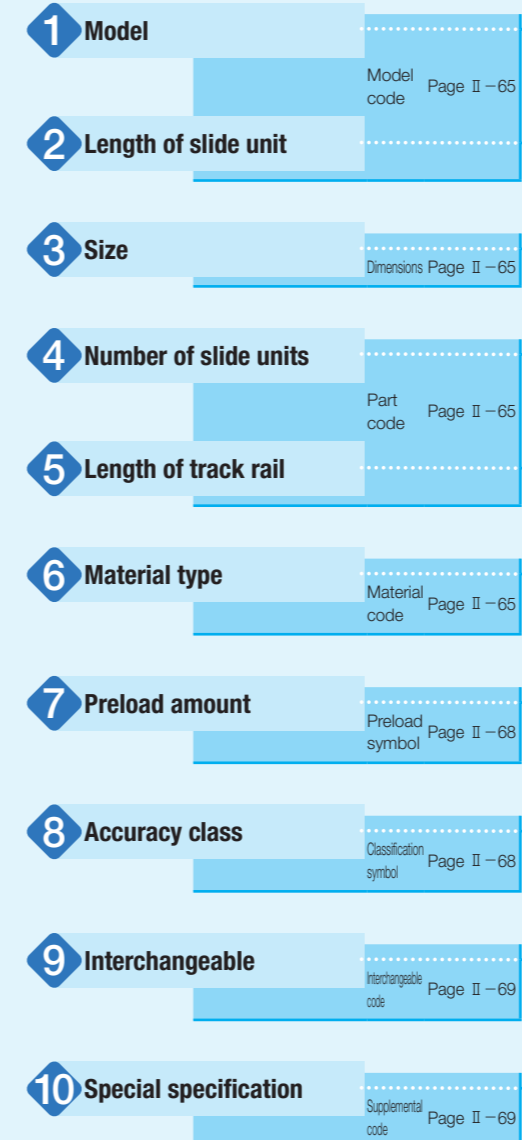 1 Model
Model
code Page Ⅱ−65
2 Length of slide unit
3 Size
Dimensions Page Ⅱ−65
4 Number of slide units
Part
code Page Ⅱ−65
5 Length of track rail
6 Material type
Material
code Page Ⅱ−65
7 Preload amount
Preload
symbol Page Ⅱ−68
8 Accuracy class
Classification
symbol Page Ⅱ−68
9 Interchangeable
Interchangeable
code Page Ⅱ−69
10 Special specification
Supplemental
code Page Ⅱ−69